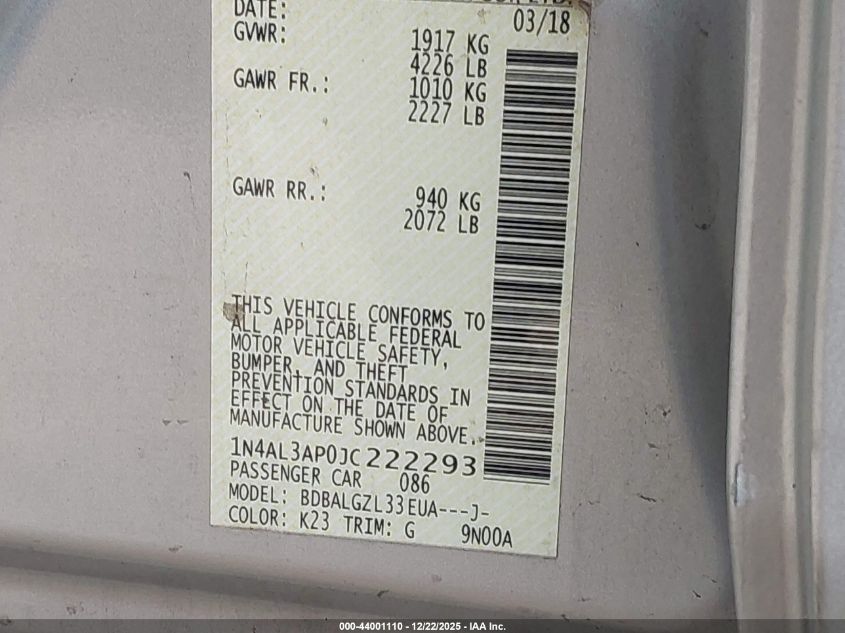 DATE: 03/18
GVWR: 1917 KG
4226 LB
GAWR FR.: 1010 KG
2227 LB
GAWR RR.: 940 KG
2072 LB
THIS VEHICLE CONFORMS TO
ALL APPLICABLE FEDERAL
MOTOR VEHICLE SAFETY,
BUMPER, AND THEFT
PREVENTION STANDARDS IN
EFFECT ON THE DATE OF
MANUFACTURE SHOWN ABOVE.
1N4AL3AP0JC222293
PASSENGER CAR 086
MODEL: BDBALGZL33EUA---J-
COLOR: K23 TRIM: G 9N00A
000-44001110 - 12/22/2025 - IAA Inc.